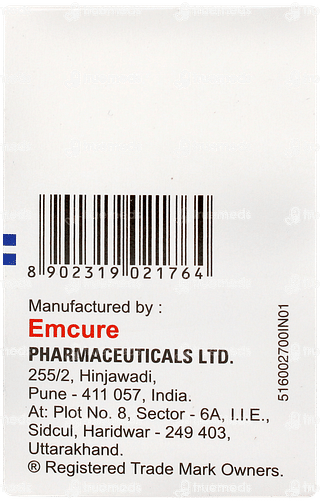 8 902319 021764
Manufactured by :
Emcure
PHARMACEUTICALS LTD.
255/2, Hinjawadi,
Pune - 411 057, India.
At: Plot No. 8, Sector - 6A, I.I.E.,
Sidcul, Haridwar - 249 403,
Uttarakhand.
® Registered Trade Mark Owners.
516002700IN01